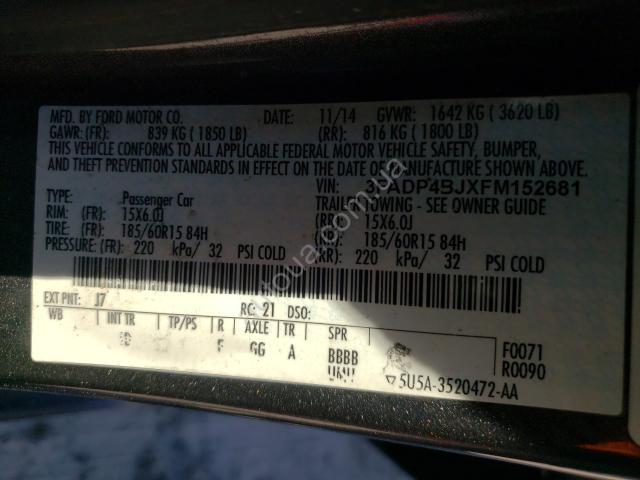 MFD. BY FORD MOTOR CO. DATE: 11/14 GVWR: 1642 KG ( 3620 LB)
GAWR: (FR): 839 KG ( 1850 LB) (RR): 816 KG ( 1800 LB)
THIS VEHICLE CONFORMS TO ALL APPLICABLE FEDERAL MOTOR VEHICLE SAFETY, BUMPER,
AND THEFT PREVENTION STANDARDS IN EFFECT ON THE DATE OF MANUFACTURE SHOWN ABOVE.
VIN: 3FADP4BJXFM152681
TYPE: Passenger Car TRAILER TOWING - SEE OWNER GUIDE
RIM: (FR): 15X6.0J (RR): 15X6.0J
TIRE: (FR): 185/60R15 84H (RR): 185/60R15 84H
PRESSURE: (FR): 220 kPa/ 32 PSI COLD (RR): 220 kPa/ 32 PSI COLD
EXT PNT: J7 RC: 21 DSO:
WB INT TR TP/PS R AXLE TR SPR
F GG A BBBB
F0071
R0090
5U5A-3520472-AA